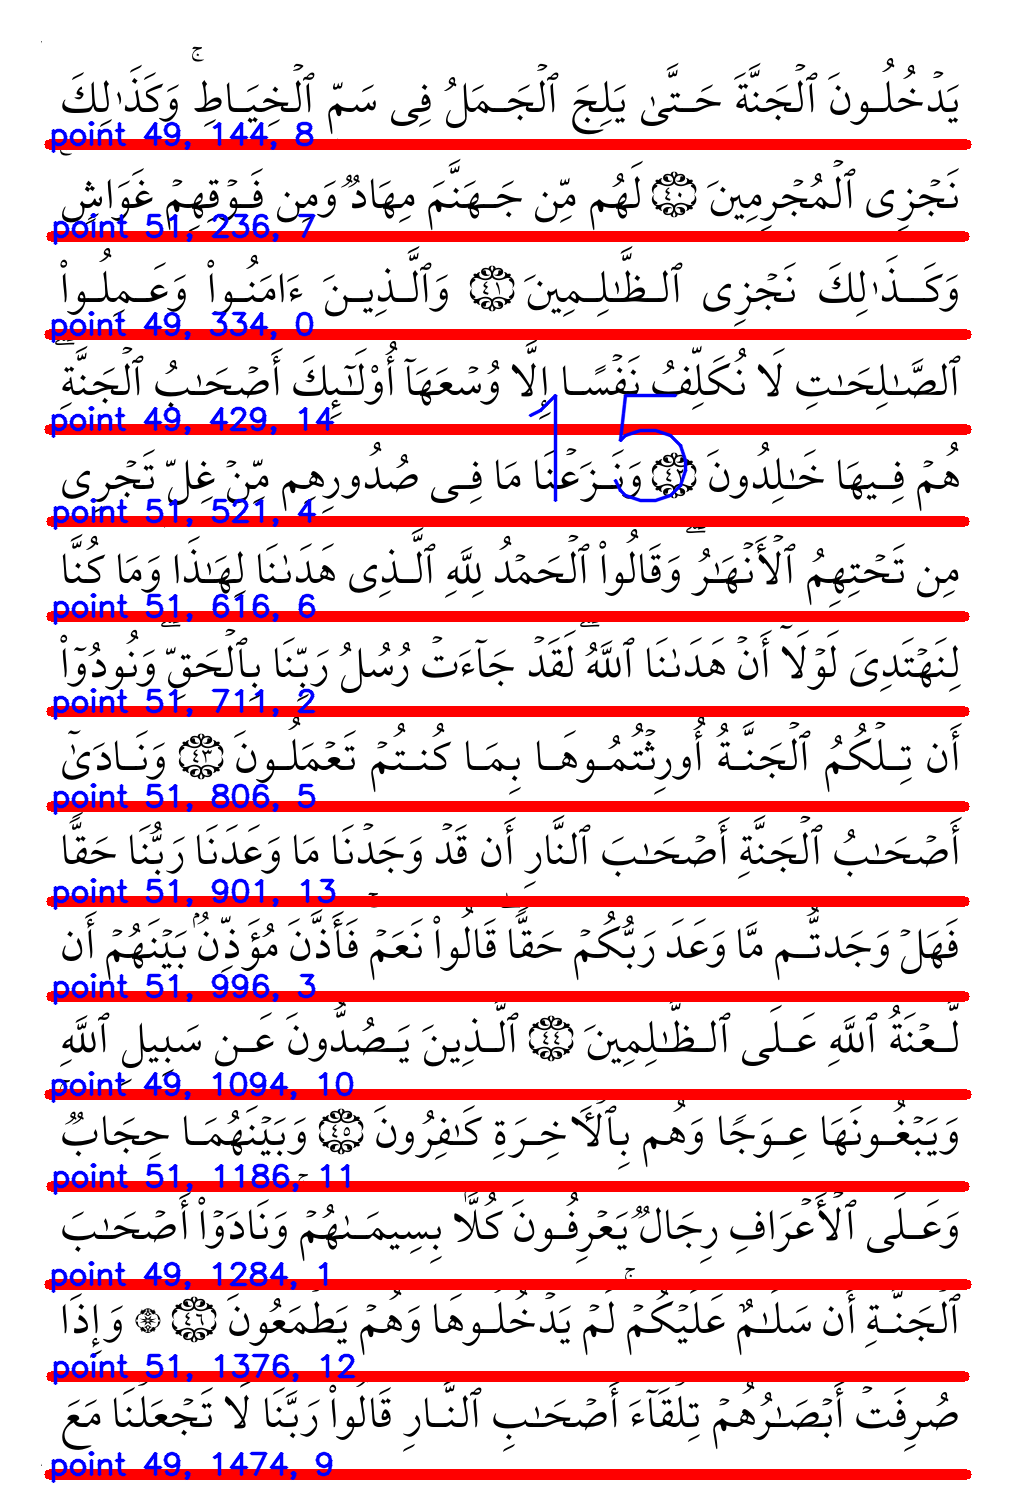 يَدۡخُلُونَ ٱلۡجَنَّةَ حَتَّىٰ يَلِجَ ٱلۡجَمَلُ فِى سَمِّ ٱلۡخِيَاطِۚ وَكَذَٰلِكَ
point 49, 144, 8
نَجۡزِى ٱلۡمُجۡرِمِينَ ٤٠ لَهُم مِّن جَهَنَّمَ مِهَادٌ وَمِن فَوۡقِهِمۡ غَوَاشٍۚ
point 51, 236, 7
وَكَذَٰلِكَ نَجۡزِى ٱلظَّٰلِمِينَ ٤١ وَٱلَّذِينَ ءَامَنُوا۟ وَعَمِلُوا۟
point 49, 334, 0
ٱلصَّٰلِحَٰتِ لَا نُكَلِّفُ نَفۡسًا إِلَّا وُسۡعَهَآ أُو۟لَٰٓئِكَ أَصۡحَٰبُ ٱلۡجَنَّةِۖ
point 49, 429, 14
15
هُمۡ فِيهَا خَٰلِدُونَ ٤٢ وَنَزَعۡنَا مَا فِى صُدُورِهِم مِّنۡ غِلٍّ تَجۡرِى
point 51, 521, 4
مِن تَحۡتِهِمُ ٱلۡأَنۡهَٰرُۖ وَقَالُوا۟ ٱلۡحَمۡدُ لِلَّهِ ٱلَّذِى هَدَىٰنَا لِهَٰذَا وَمَا كُنَّا
point 51, 616, 6
لِنَهۡتَدِىَ لَوۡلَآ أَنۡ هَدَىٰنَا ٱللَّهُۖ لَقَدۡ جَآءَتۡ رُسُلُ رَبِّنَا بِٱلۡحَقِّۖ وَنُودُوٓا۟
point 51, 711, 2
أَن تِلۡكُمُ ٱلۡجَنَّةُ أُورِثۡتُمُوهَا بِمَا كُنتُمۡ تَعۡمَلُونَ ٤٣ وَنَادَىٰٓ
point 51, 806, 5
أَصۡحَٰبُ ٱلۡجَنَّةِ أَصۡحَٰبَ ٱلنَّارِ أَن قَدۡ وَجَدۡنَا مَا وَعَدَنَا رَبُّنَا حَقًّا
point 51, 901, 13
فَهَلۡ وَجَدتُّم مَّا وَعَدَ رَبُّكُمۡ حَقًّاۖ قَالُوا۟ نَعَمۡۚ فَأَذَّنَ مُؤَذِّنٌۢ بَيۡنَهُمۡ أَن
point 51, 996, 3
لَّعۡنَةُ ٱللَّهِ عَلَى ٱلظَّٰلِمِينَ ٤٤ ٱلَّذِينَ يَصُدُّونَ عَن سَبِيلِ ٱللَّهِ
point 49, 1094, 10
وَيَبۡغُونَهَا عِوَجًا وَهُم بِٱلۡأَخِرَةِ كَٰفِرُونَ ٤٥ وَبَيۡنَهُمَا حِجَابٌۚ
point 51, 1186, 11
وَعَلَى ٱلۡأَعۡرَافِ رِجَالٌ يَعۡرِفُونَ كُلًّۢا بِسِيمَىٰهُمۡۚ وَنَادَوۡا۟ أَصۡحَٰبَ
point 49, 1284, 1
ٱلۡجَنَّةِ أَن سَلَٰمٌ عَلَيۡكُمۡۚ لَمۡ يَدۡخُلُوهَا وَهُمۡ يَطۡمَعُونَ ٤٦ ۞ وَإِذَا
point 51, 1376, 12
صُرِفَتۡ أَبۡصَٰرُهُمۡ تِلۡقَآءَ أَصۡحَٰبِ ٱلنَّارِ قَالُوا۟ رَبَّنَا لَا تَجۡعَلۡنَا مَعَ
point 49, 1474, 9